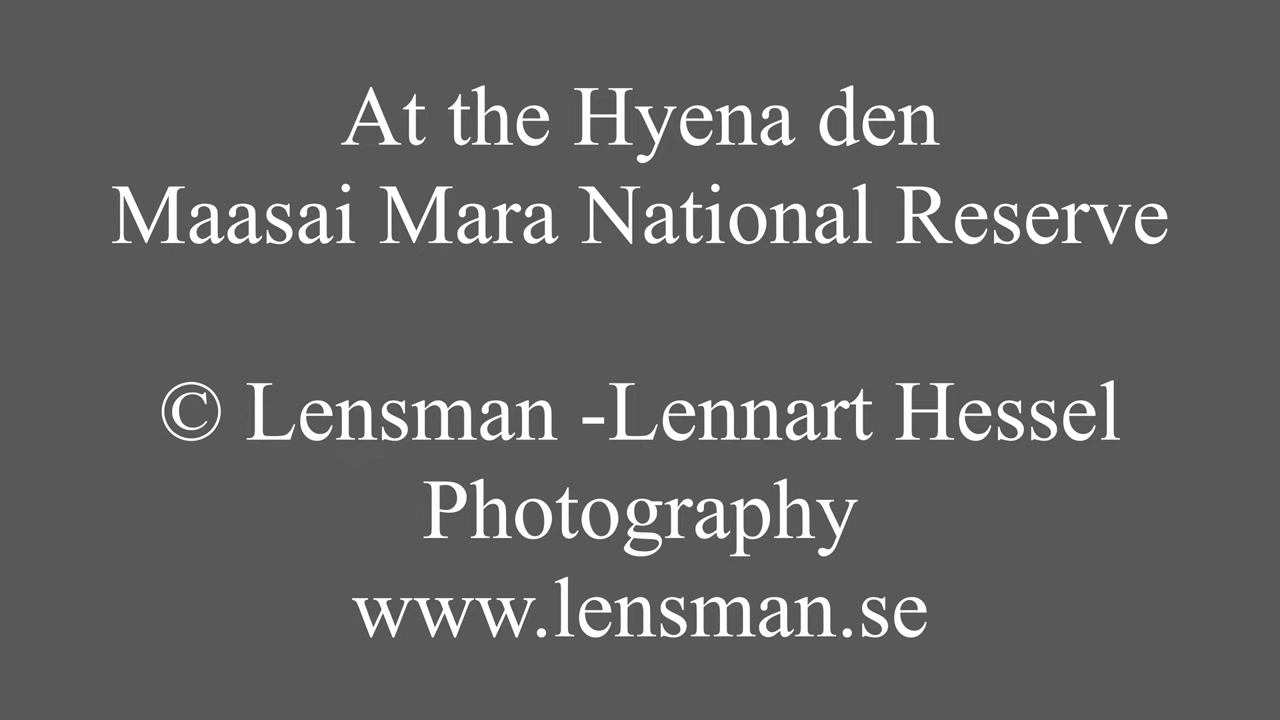 At the Hyena den
Maasai Mara National Reserve
© Lensman -Lennart Hessel
Photography
www.lensman.se